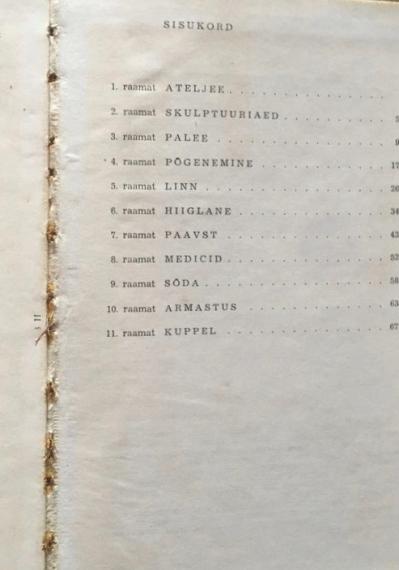 SISUKORD
1. raamat ATELJEE . . . . . . . . . . . . . .
2. raamat SKULPTUURIAED . . . . . . . . .
3. raamat PALEE . . . . . . . . . . . . . . . 9
4. raamat PÕGENEMINE . . . . . . . . . . . 17
5. raamat LINN . . . . . . . . . . . . . . . . 26
6. raamat HIIGLANE . . . . . . . . . . . . . 34
7. raamat PAAVST . . . . . . . . . . . . . . 43
8. raamat MEDICID . . . . . . . . . . . . . . 52
9. raamat SÕDA . . . . . . . . . . . . . . . . 58
10. raamat ARMASTUS . . . . . . . . . . . . 63
11. raamat KUPPEL . . . . . . . . . . . . . . 67